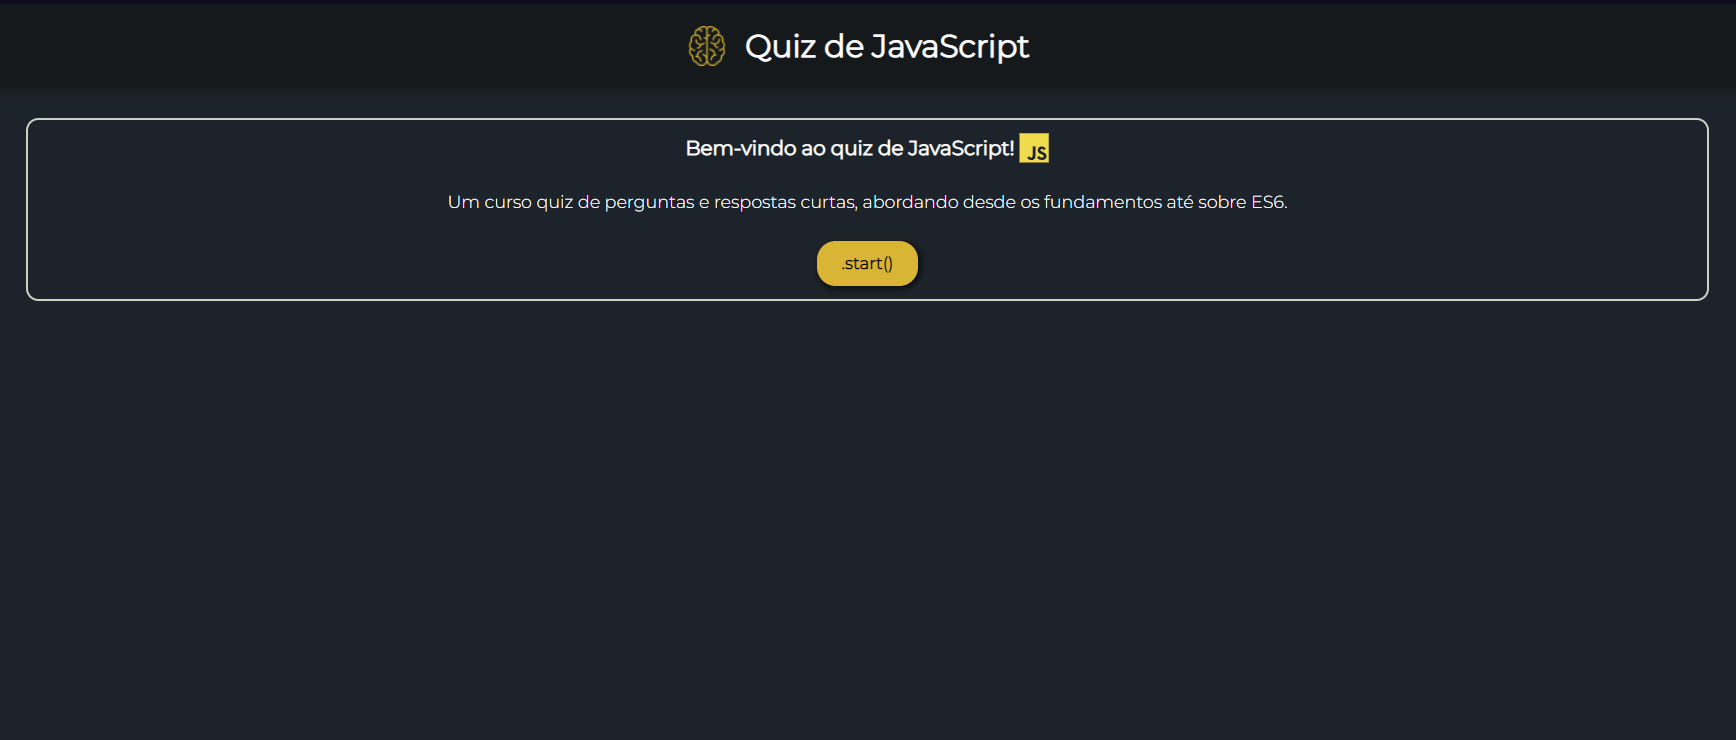 Quiz de JavaScript
Bem-vindo ao quiz de JavaScript! JS
Um curso quiz de perguntas e respostas curtas, abordando desde os fundamentos até sobre ES6.
.start()